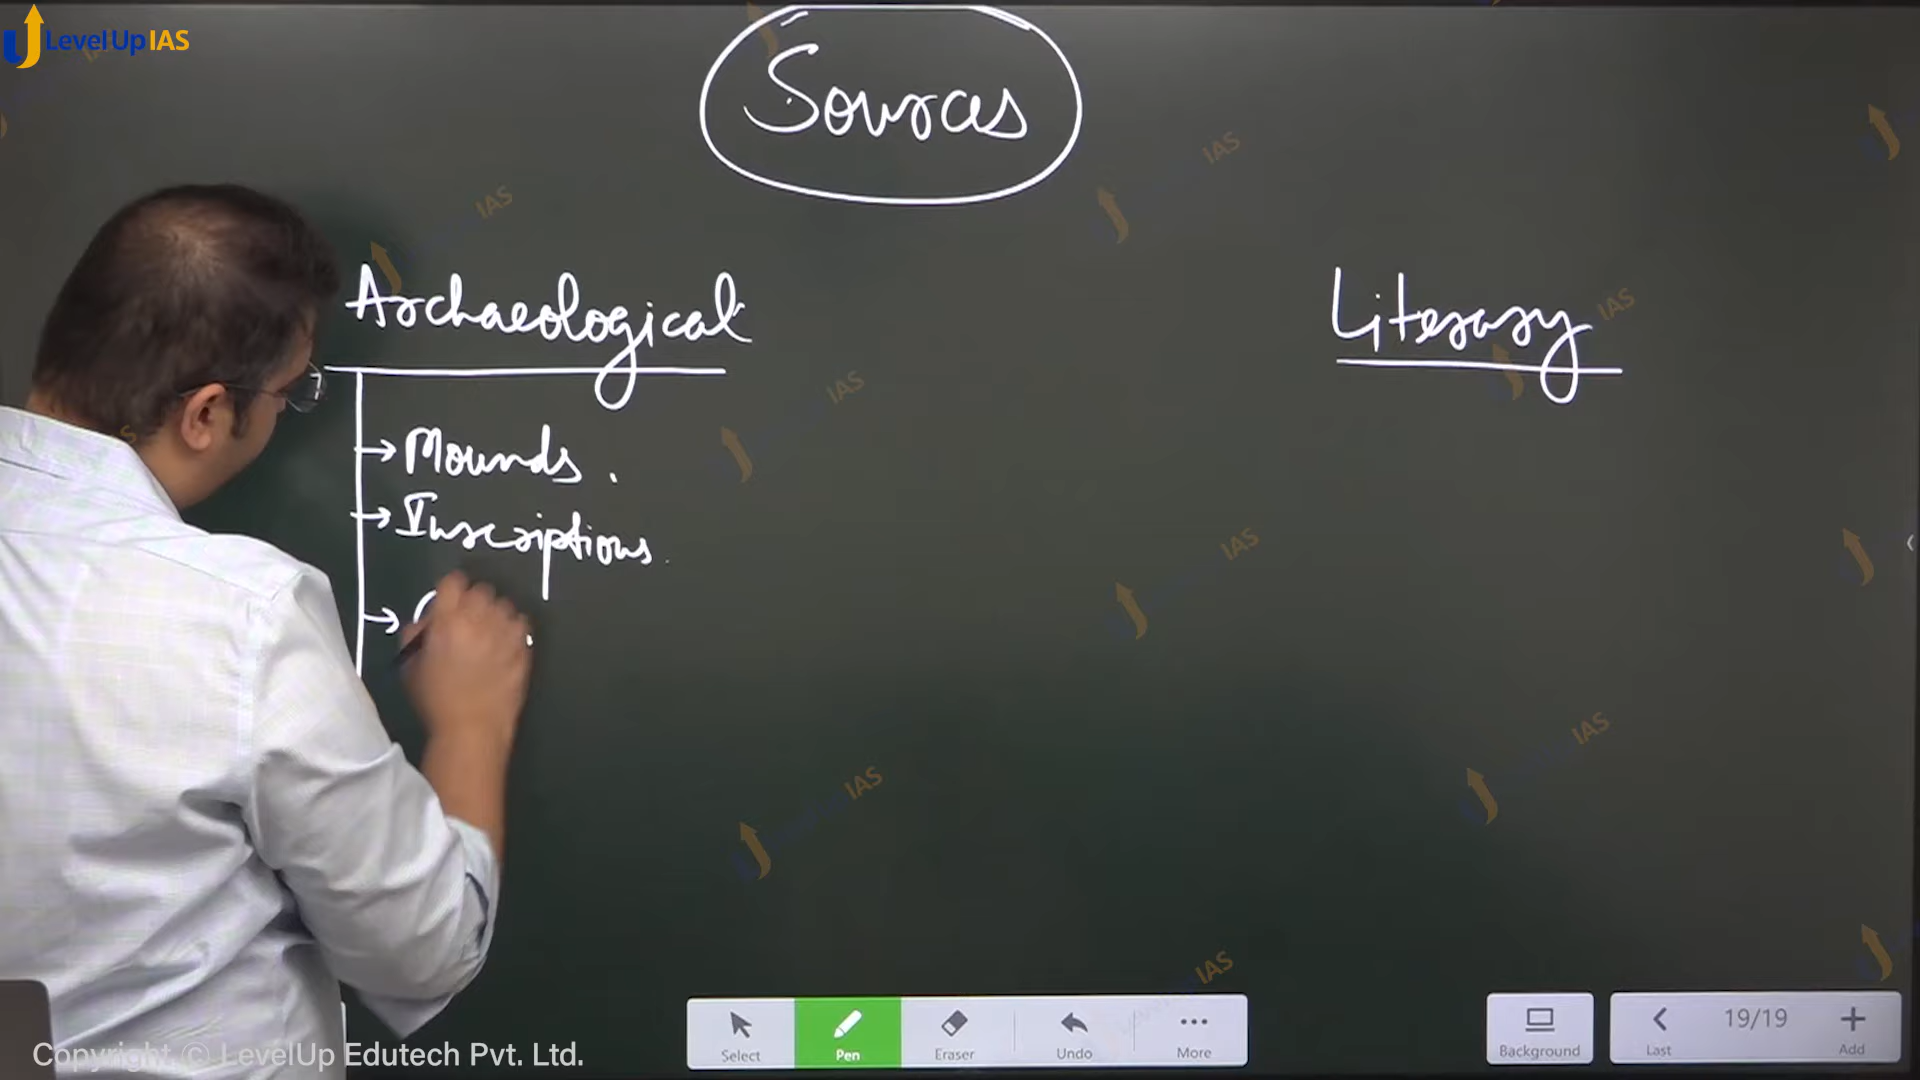 LevelUp IAS
Sources
Archaeological
Literary
→ Mounds.
→ Inscriptions.
→ C
Select
Pen
Eraser
Undo
More
Background
19/19
Last
Add
Copyright © LevelUp Edutech Pvt. Ltd.